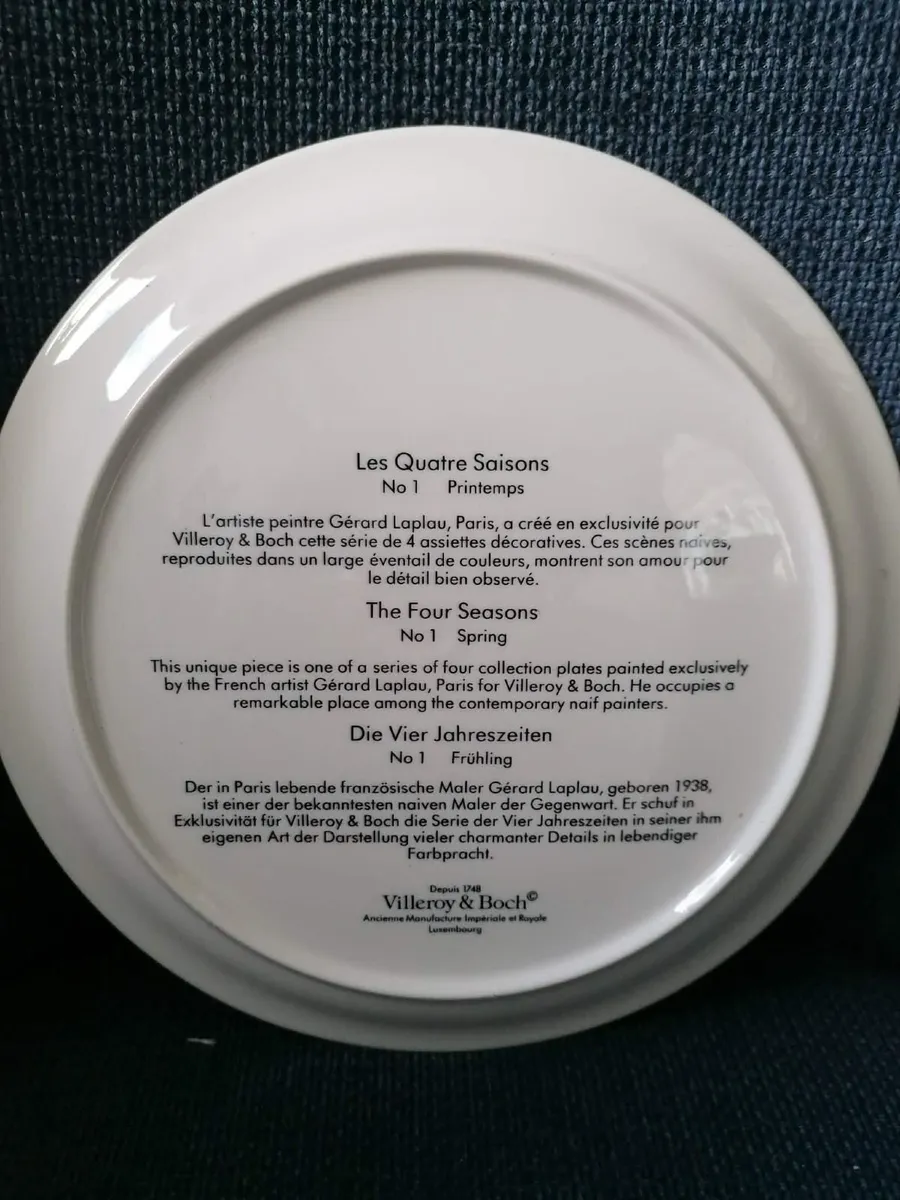 Les Quatre Saisons
No 1 Printemps
L'artiste peintre Gérard Laplau, Paris, a créé en exclusivité pour
Villeroy & Boch cette série de 4 assiettes décoratives. Ces scènes naïves,
reproduites dans un large éventail de couleurs, montrent son amour pour
le détail bien observé.
The Four Seasons
No 1 Spring
This unique piece is one of a series of four collection plates painted exclusively
by the French artist Gérard Laplau, Paris for Villeroy & Boch. He occupies a
remarkable place among the contemporary naif painters.
Die Vier Jahreszeiten
No 1 Frühling
Der in Paris lebende französische Maler Gérard Laplau, geboren 1938,
ist einer der bekanntesten naiven Maler der Gegenwart. Er schuf in
Exklusivität für Villeroy & Boch die Serie der Vier Jahreszeiten in seiner ihm
eigenen Art der Darstellung vieler charmanter Details in lebendiger
Farbpracht.
Depuis 1748
Villeroy & Boch©
Ancienne Manufacture Impériale et Royale
Luxembourg